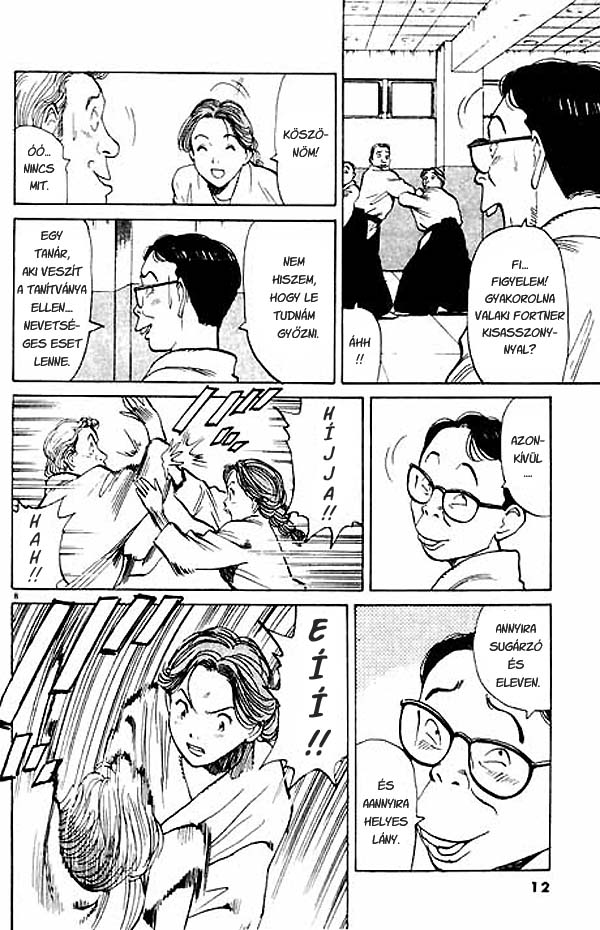 FI...
FIGYELEM!
GYAKOROLNA
VALAKI FORTNER
KISASSZONY-
NYAL?
ÁHH
!!
KÖSZÖ-
NÖM!
ÓÓ...
NINCS
MIT.
NEM
HISZEM,
HOGY LE
TUDNÁM
GYŐZNI.
EGY
TANÁR,
AKI VESZÍT
A TANÍTVÁNYA
ELLEN...
NEVETSÉ-
GES ESET
LENNE.
AZON-
KÍVÜL
....
HÍJJA!!
HAH!!
8
ANNYIRA
SUGÁRZÓ
ÉS
ELEVEN.
ÉS
AANNYIRA
HELYES
LÁNY.
EÍÍÍ!!
12